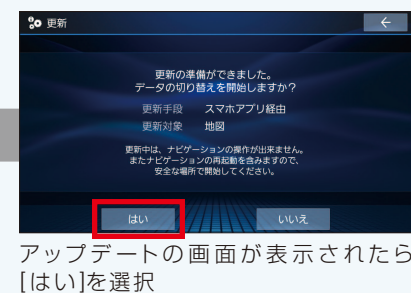 更新
更新の準備ができました。
データの切り替えを開始しますか？
更新手段 スマホアプリ経由
更新対象 地図
更新中は、ナビゲーションの操作が出来ません。
またナビゲーションの再起動を含みますので、
安全な場所で開始してください。
はい いいえ
アップデートの画面が表示されたら
[はい]を選択